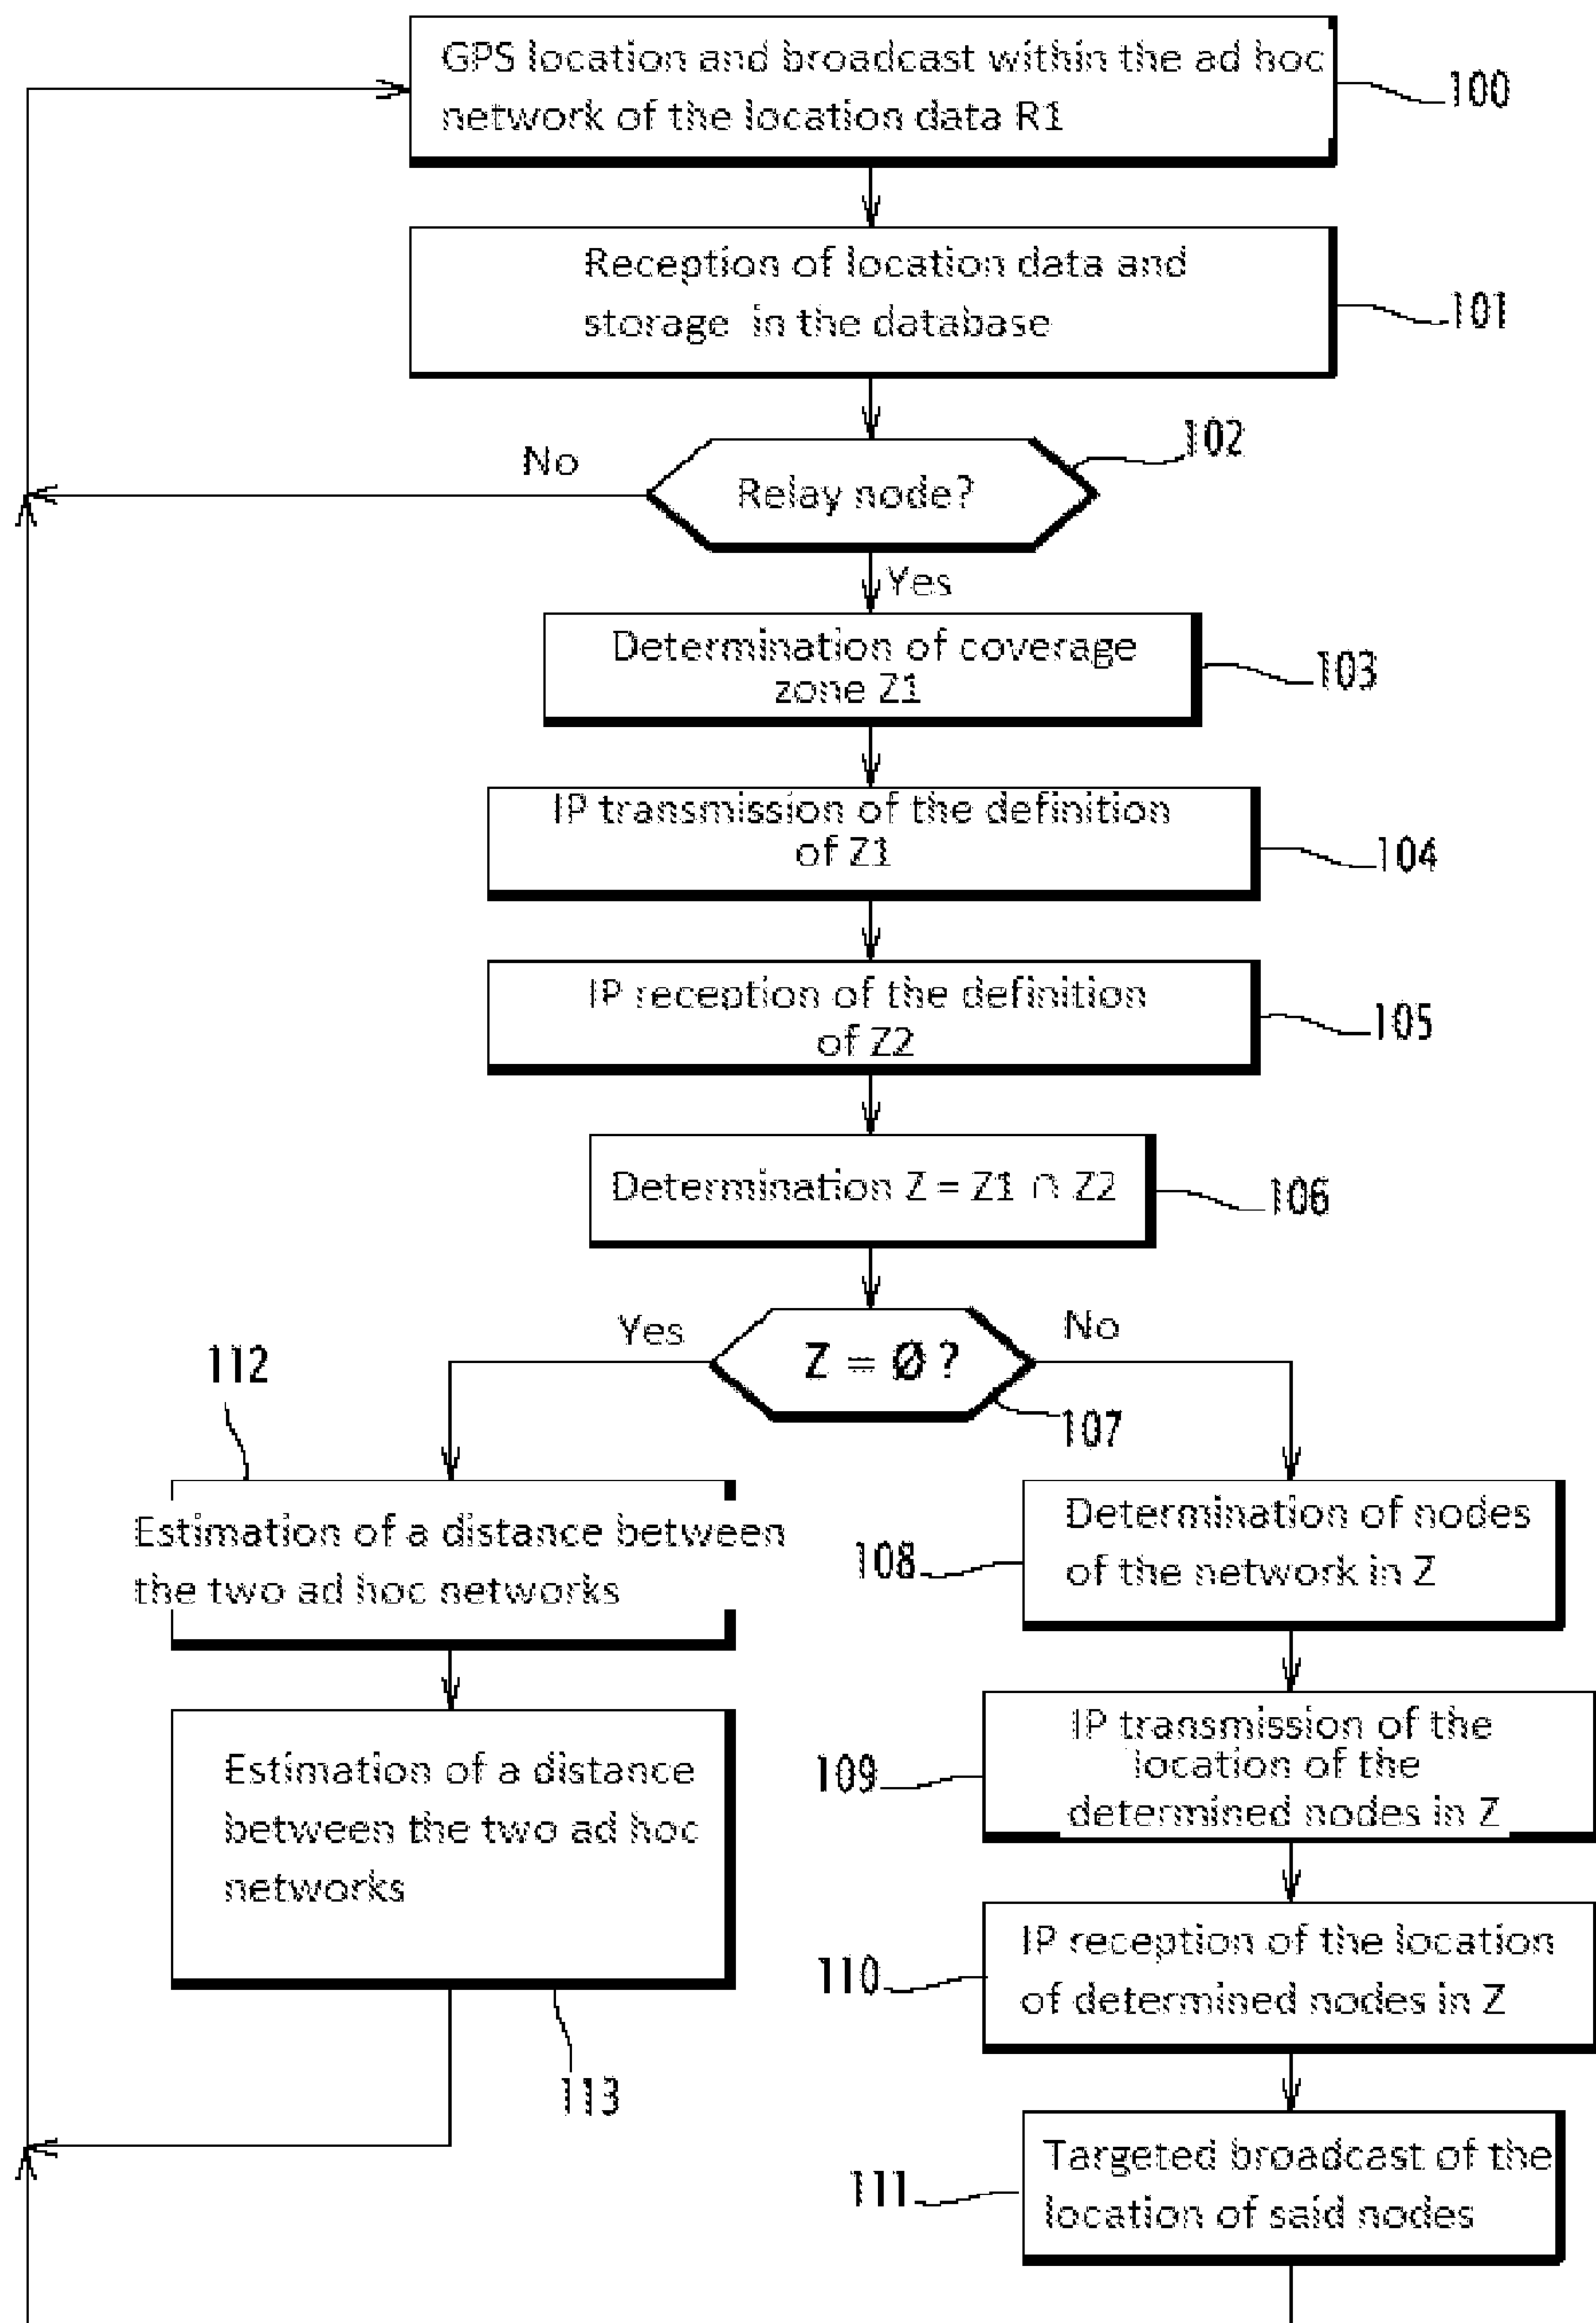 GPS location and broadcast within the ad hoc
network of the location data R1
100
Reception of location data and
storage in the database
101
102
No
Relay node?
Yes
Determination of coverage
zone Z1
103
IP transmission of the definition
of Z1
104
IP reception of the definition
of Z2
105
Determination Z = Z1 ∩ Z2
106
Yes
No
Z = Ø ?
107
112
Estimation of a distance between
the two ad hoc networks
Determination of nodes
of the network in Z
108
Estimation of a distance
between the two ad hoc
networks
113
IP transmission of the
location of the
determined nodes in Z
109
IP reception of the location
of determined nodes in Z
110
Targeted broadcast of the
location of said nodes
111